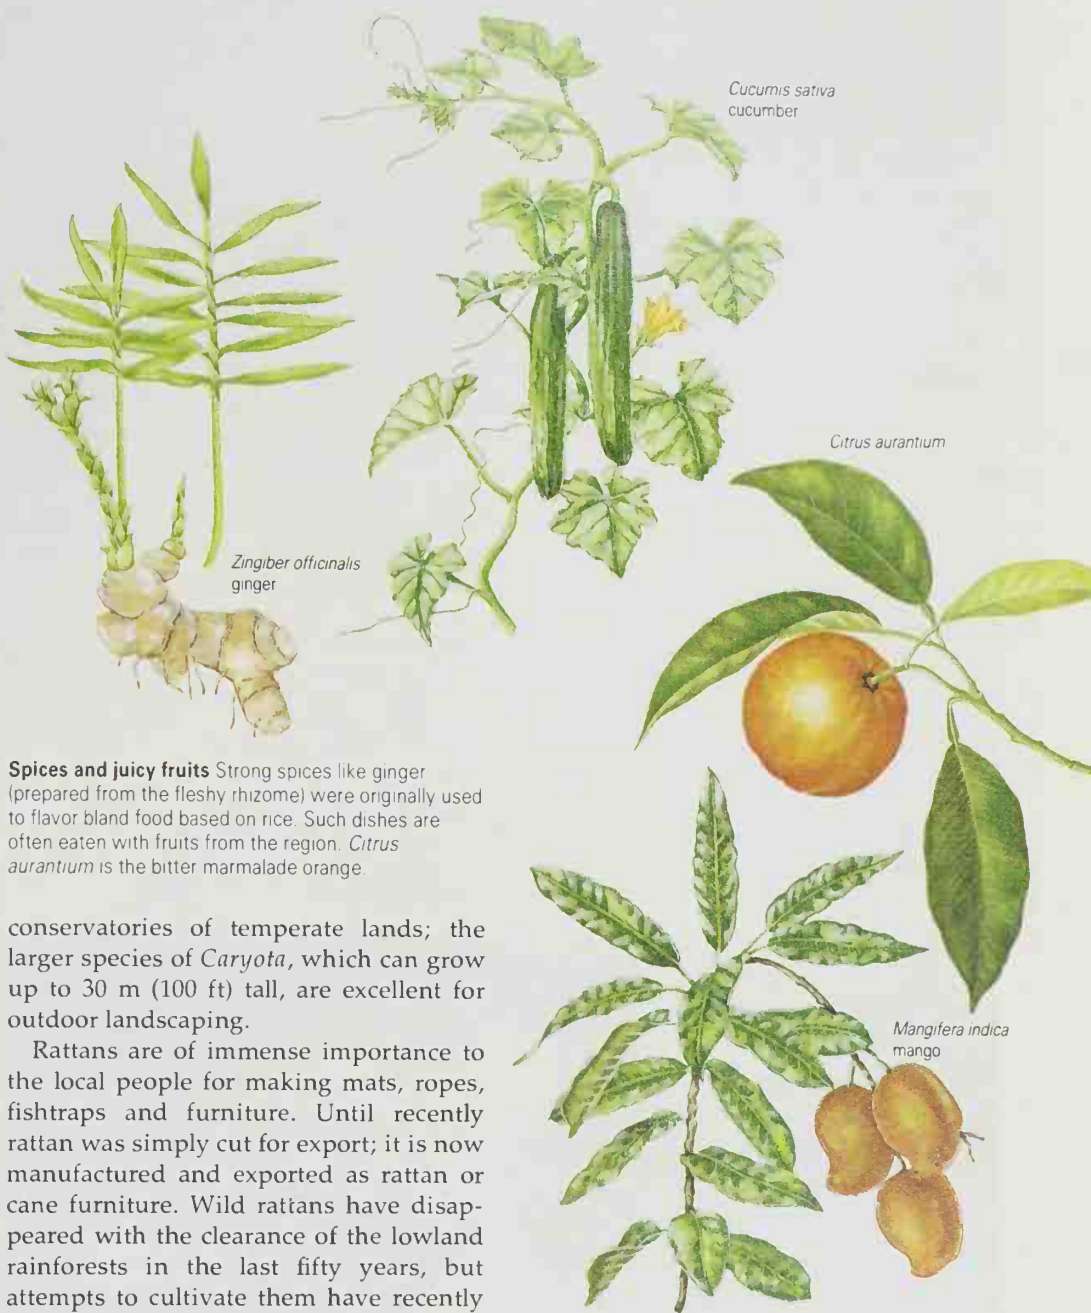 Cucumis sativa
cucumber
Citrus aurantium
Zingiber officinalis
ginger
Spices and juicy fruits Strong spices like ginger
(prepared from the fleshy rhizome) were originally used
to flavor bland food based on rice. Such dishes are
often eaten with fruits from the region. Citrus
aurantium is the bitter marmalade orange.
conservatories of temperate lands; the
larger species of Caryota, which can grow
up to 30 m (100 ft) tall, are excellent for
outdoor landscaping.
Rattans are of immense importance to
the local people for making mats, ropes,
fishtraps and furniture. Until recently
rattan was simply cut for export; it is now
manufactured and exported as rattan or
cane furniture. Wild rattans have disap-
peared with the clearance of the lowland
rainforests in the last fifty years, but
attempts to cultivate them have recently
Mangifera indica
mango